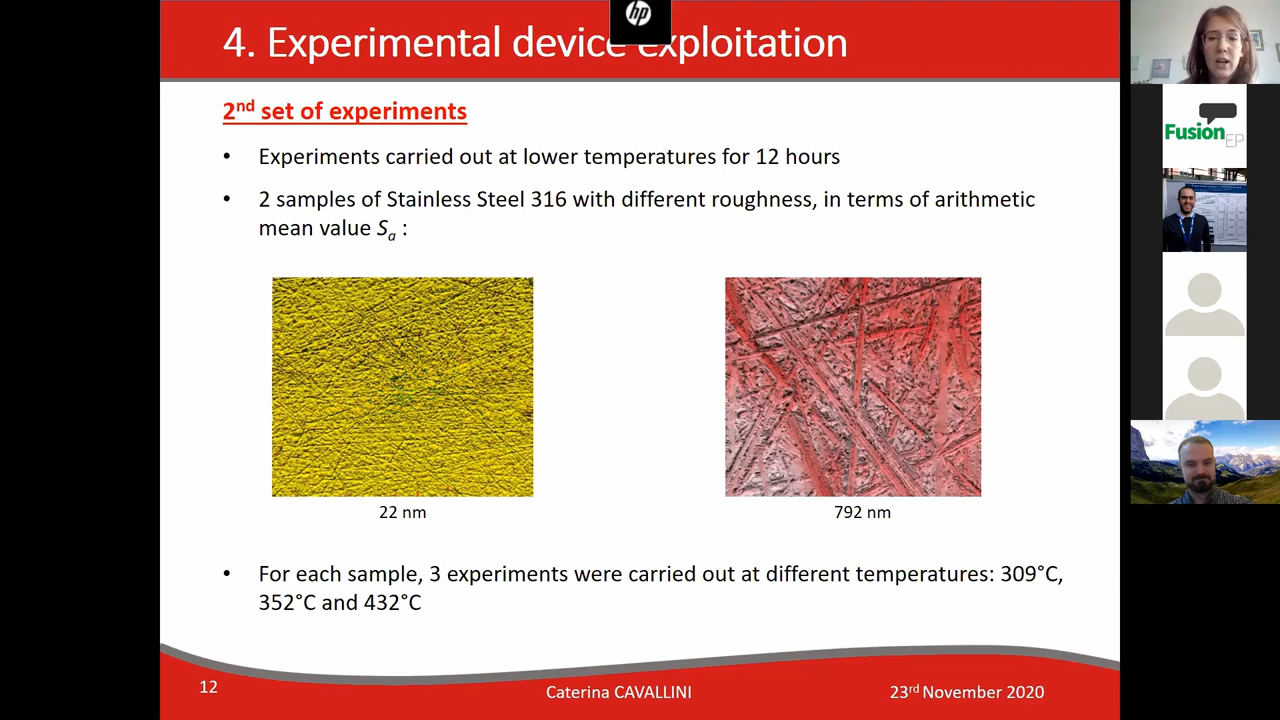 hp
4. Experimental device exploitation
2nd set of experiments
• Experiments carried out at lower temperatures for 12 hours
• 2 samples of Stainless Steel 316 with different roughness, in terms of arithmetic
mean value Sa :
22 nm
792 nm
• For each sample, 3 experiments were carried out at different temperatures: 309°C,
352°C and 432°C
12
Caterina CAVALLINI
23rd November 2020
Fusion
EP